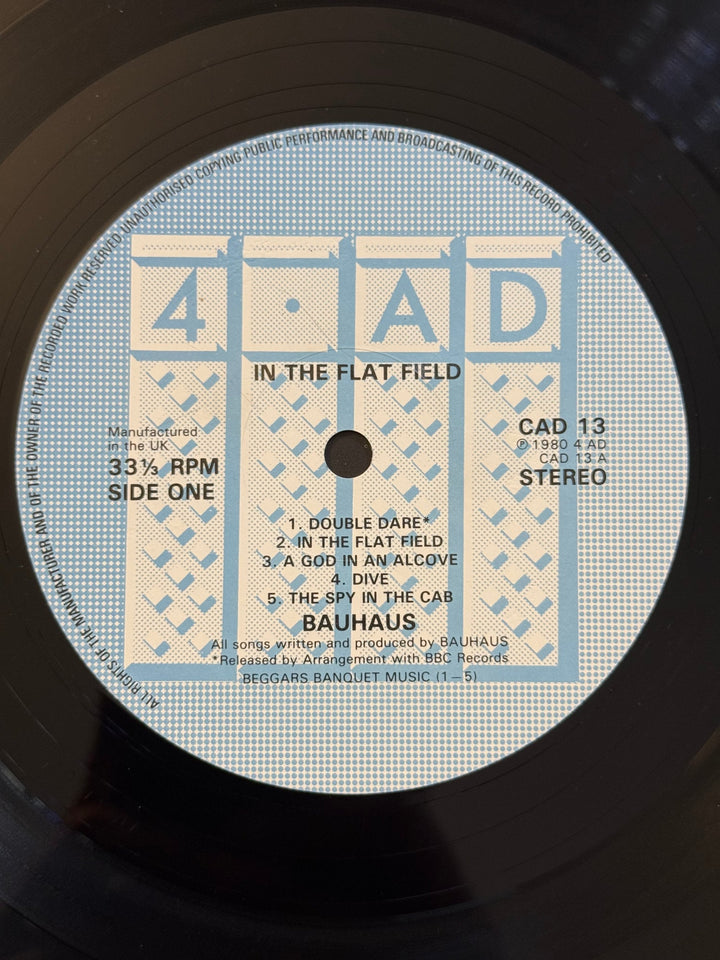 ALL RIGHTS OF THE MANUFACTURER AND OF THE OWNER OF THE RECORDED WORK RESERVED. UNAUTHORISED COPYING PUBLIC PERFORMANCE AND BROADCASTING OF THIS RECORD PROHIBITED
4 · A D
IN THE FLAT FIELD
Manufactured
in the UK
33⅓ RPM
SIDE ONE
CAD 13
℗ 1980 4 AD
CAD 13 A
STEREO
1. DOUBLE DARE*
2. IN THE FLAT FIELD
3. A GOD IN AN ALCOVE
4. DIVE
5. THE SPY IN THE CAB
BAUHAUS
All songs written and produced by BAUHAUS
*Released by Arrangement with BBC Records
BEGGARS BANQUET MUSIC (1–5)